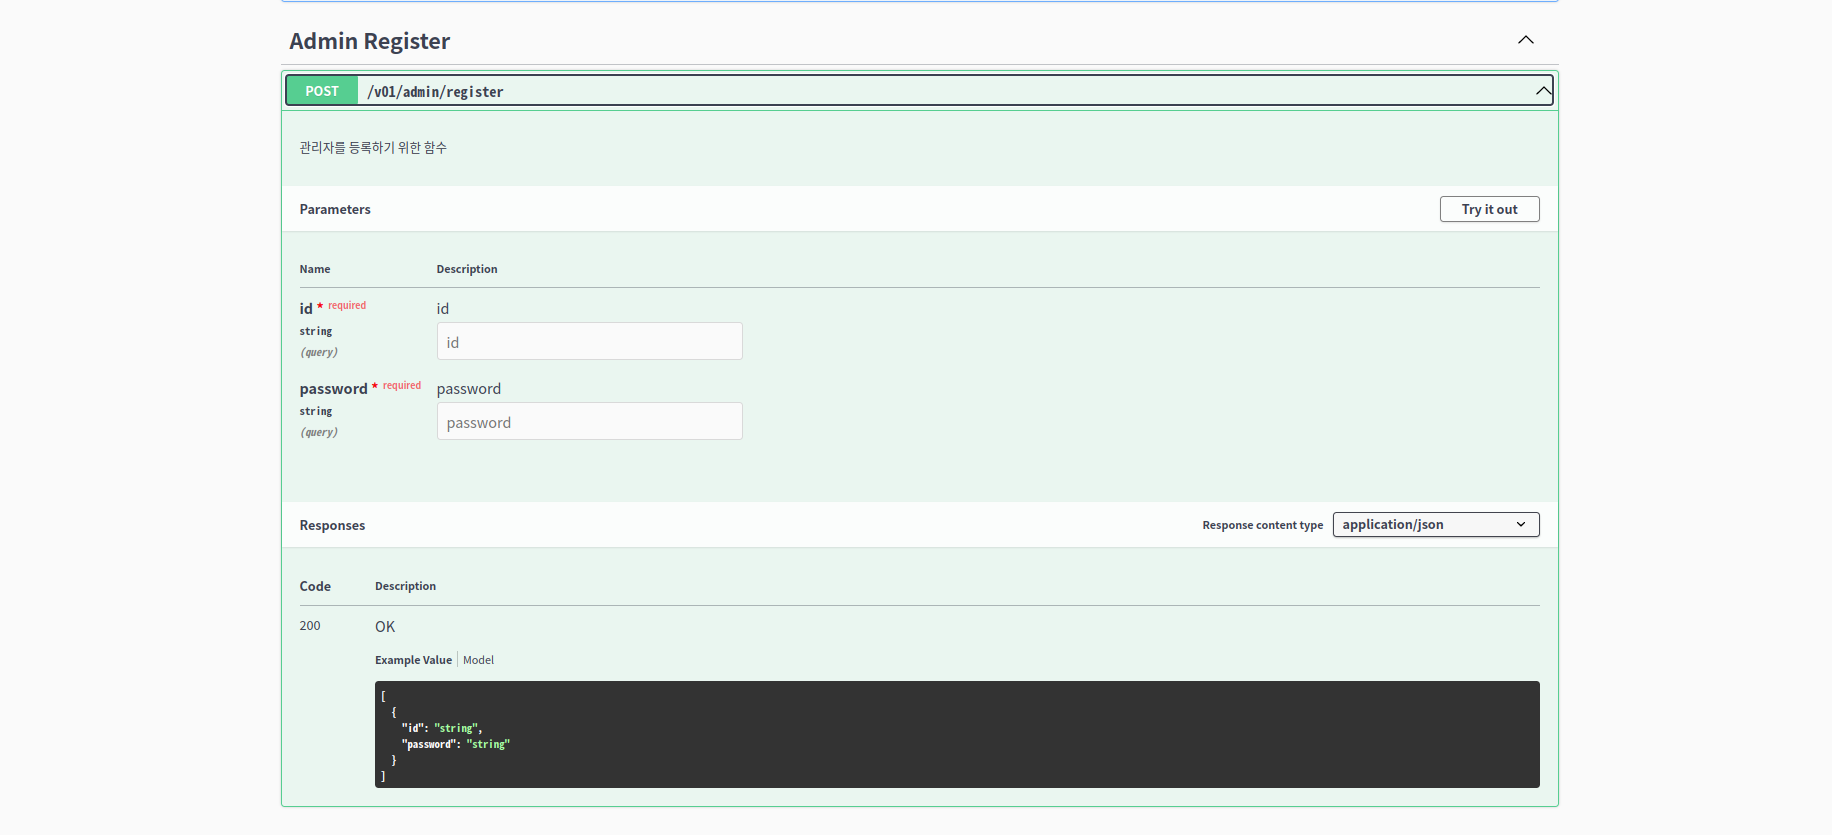 Admin Register
POST /v01/admin/register
관리자를 등록하기 위한 함수
Parameters
Try it out
Name Description
id * required id
string
(query)
id
password * required password
string
(query)
password
Responses
Response content type application/json
Code Description
200 OK
Example Value Model
[
{
"id": "string",
"password": "string"
}
]